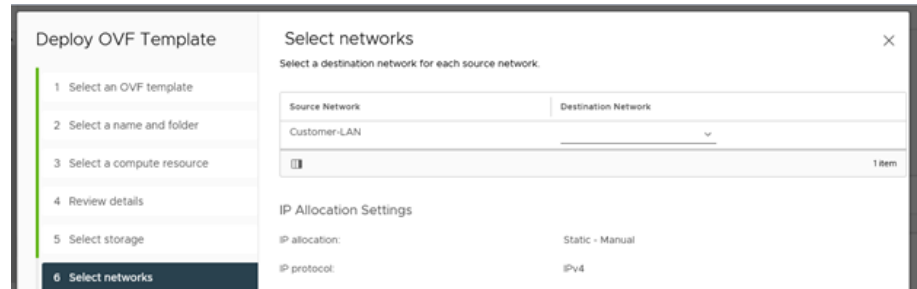 Deploy OVF Template
1 Select an OVF template
2 Select a name and folder
3 Select a compute resource
4 Review details
5 Select storage
6 Select networks
Select networks
Select a destination network for each source network.
Source Network Destination Network
Customer-LAN
1 item
IP Allocation Settings
IP allocation: Static - Manual
IP protocol: IPv4